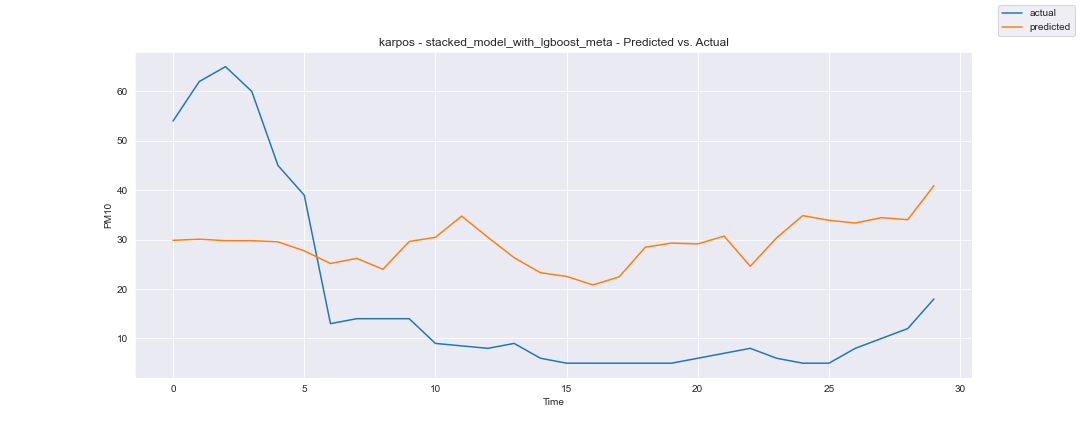 actual
predicted
karpos - stacked_model_with_lgboost_meta - Predicted vs. Actual
60
50
40
30
20
10
PM10
0 5 10 15 20 25 30
Time